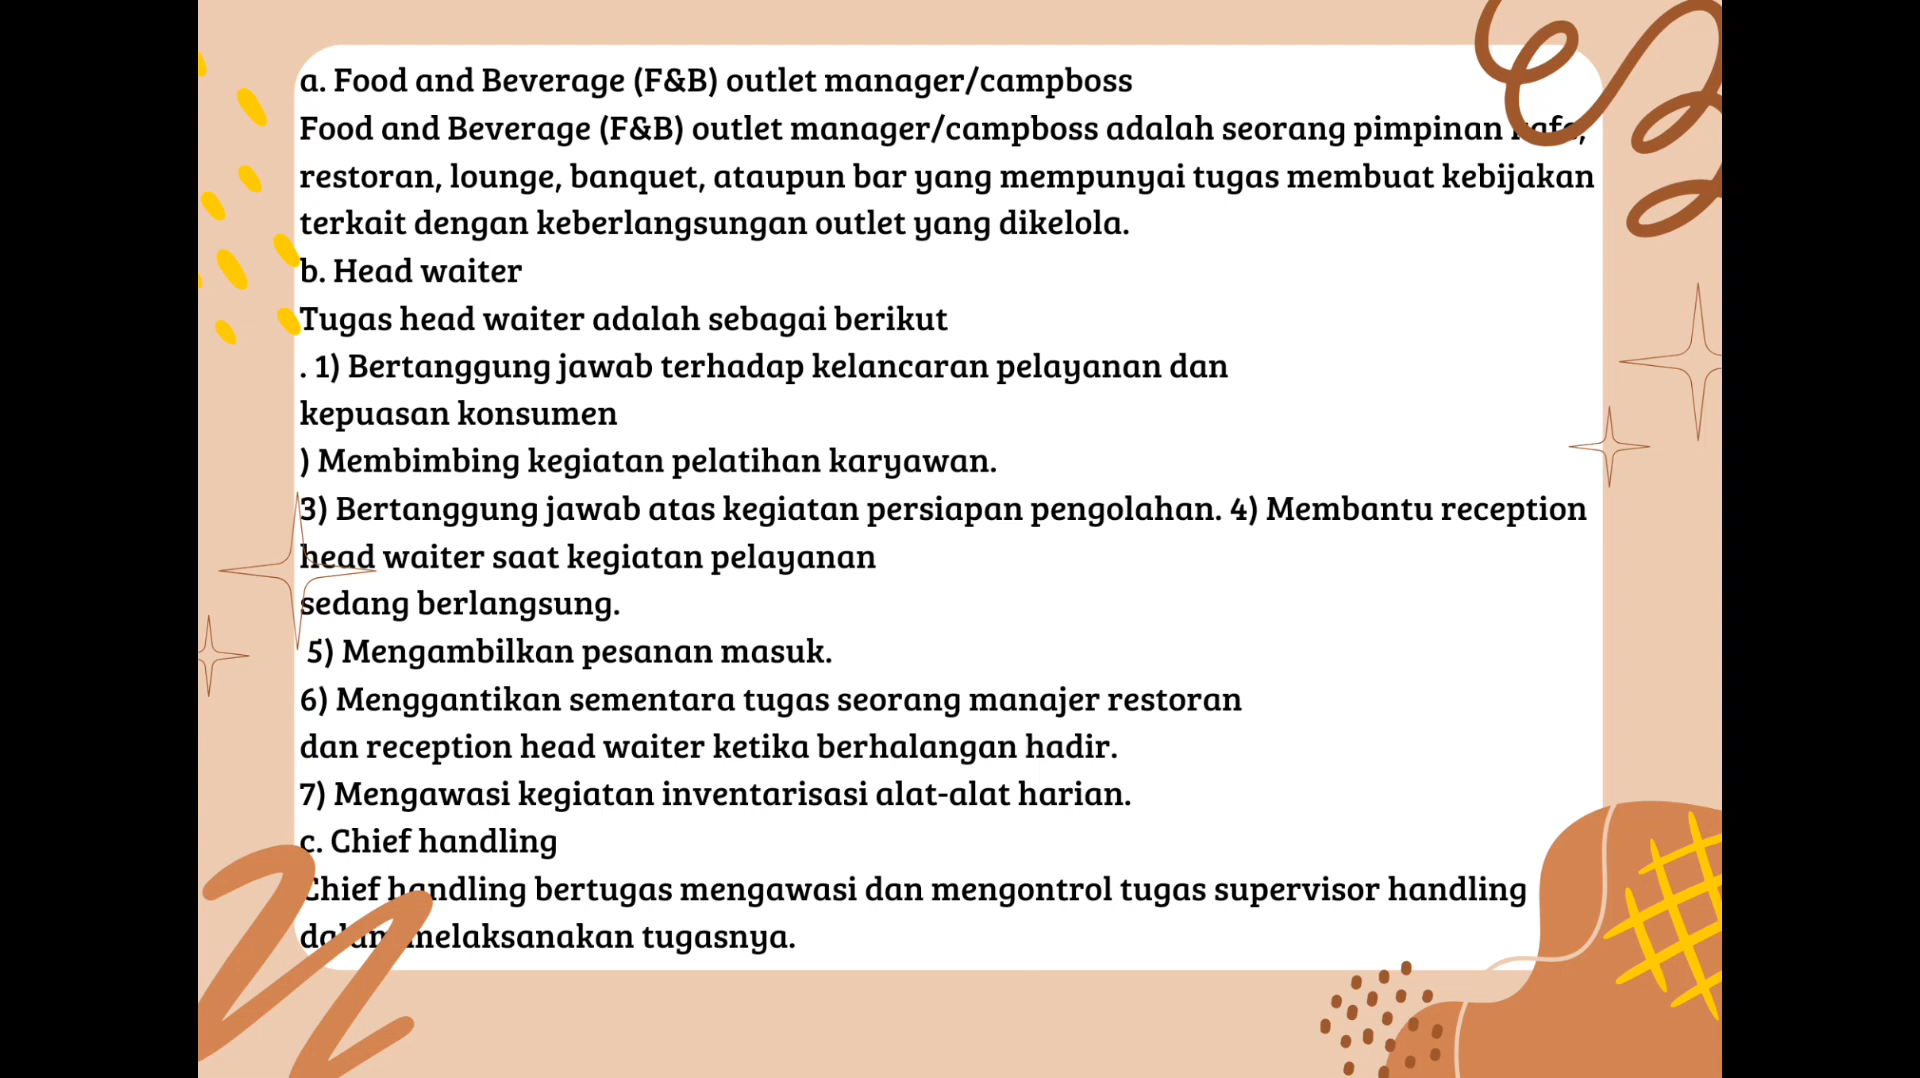 a. Food and Beverage (F&B) outlet manager/campboss
Food and Beverage (F&B) outlet manager/campboss adalah seorang pimpinan kafe,
restoran, lounge, banquet, ataupun bar yang mempunyai tugas membuat kebijakan
terkait dengan keberlangsungan outlet yang dikelola.
b. Head waiter
Tugas head waiter adalah sebagai berikut
. 1) Bertanggung jawab terhadap kelancaran pelayanan dan
kepuasan konsumen
) Membimbing kegiatan pelatihan karyawan.
3) Bertanggung jawab atas kegiatan persiapan pengolahan. 4) Membantu reception
head waiter saat kegiatan pelayanan
sedang berlangsung.
5) Mengambilkan pesanan masuk.
6) Menggantikan sementara tugas seorang manajer restoran
dan reception head waiter ketika berhalangan hadir.
7) Mengawasi kegiatan inventarisasi alat-alat harian.
c. Chief handling
Chief handling bertugas mengawasi dan mengontrol tugas supervisor handling
dalam melaksanakan tugasnya.